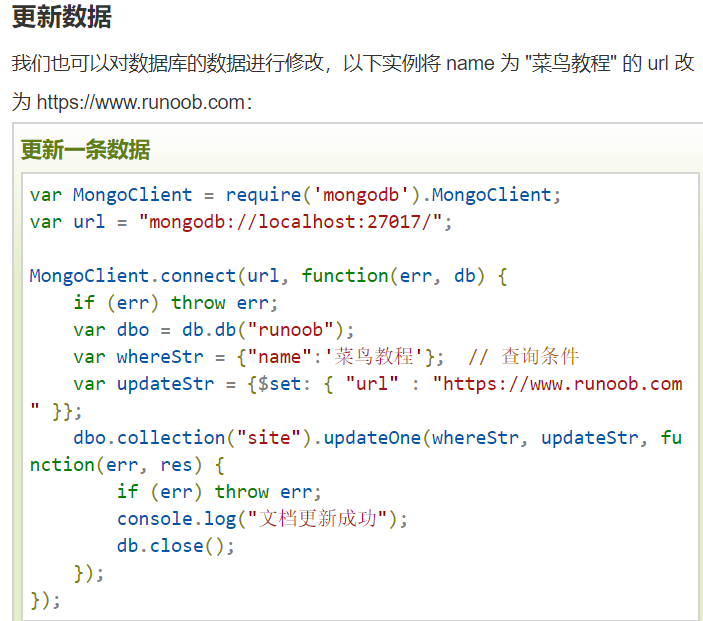 更新数据
我们也可以对数据库的数据进行修改，以下实例将 name 为 "菜鸟教程" 的 url 改
为 https://www.runoob.com：
更新一条数据
var MongoClient = require('mongodb').MongoClient;
var url = "mongodb://localhost:27017/";

MongoClient.connect(url, function(err, db) {
    if (err) throw err;
    var dbo = db.db("runoob");
    var whereStr = {"name":'菜鸟教程'};  // 查询条件
    var updateStr = {$set: { "url" : "https://www.runoob.com
" }};
    dbo.collection("site").updateOne(whereStr, updateStr, fu
nction(err, res) {
        if (err) throw err;
        console.log("文档更新成功");
        db.close();
    });
});